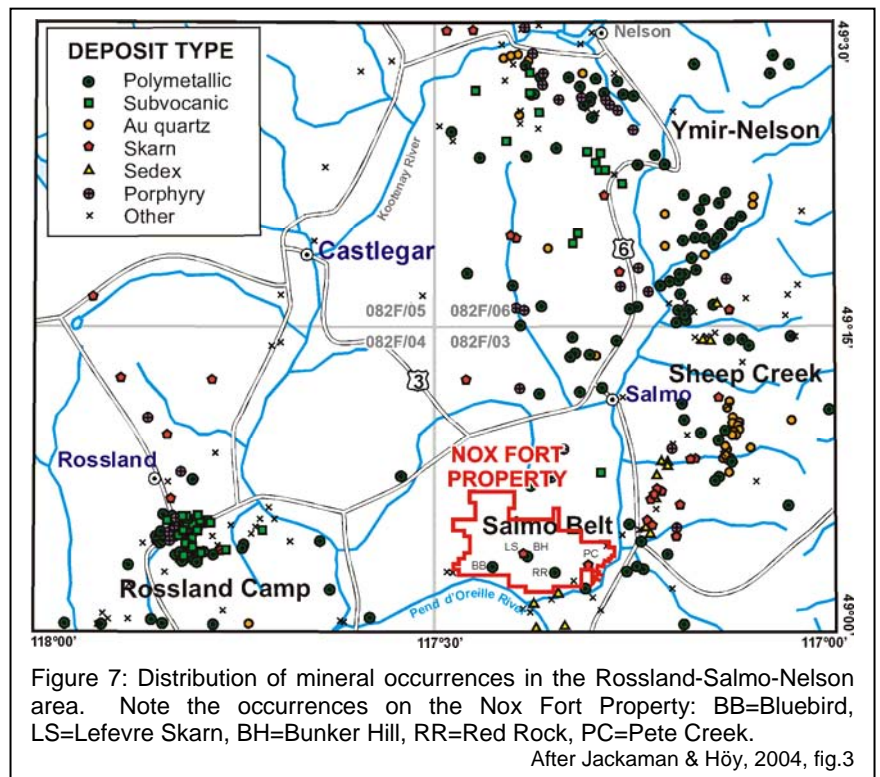 DEPOSIT TYPE
Polymetallic
Subvocanic
Au quartz
Skarn
Sedex
Porphyry
Other
Nelson
49°30'
Ymir-Nelson
Kootenay River
Castlegar
6
082F/05
082F/06
49°15'
082F/04
082F/03
3
Sheep Creek
Salmo
Rossland
NOX FORT
PROPERTY
Salmo Belt
LS
BH
PC
BB
RR
Rossland Camp
Pend d'Oreille River
49°00'
118°00'
117°30'
117°00'
Figure 7: Distribution of mineral occurrences in the Rossland-Salmo-Nelson
area. Note the occurrences on the Nox Fort Property: BB=Bluebird,
LS=Lefevre Skarn, BH=Bunker Hill, RR=Red Rock, PC=Pete Creek.
After Jackaman & Höy, 2004, fig.3